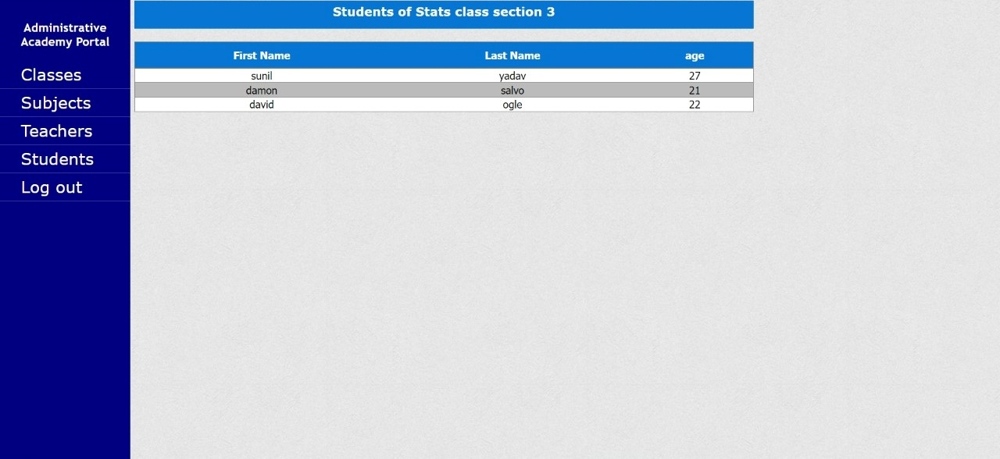 Administrative
Academy Portal
Classes
Subjects
Teachers
Students
Log out
Students of Stats class section 3
First Name Last Name age
sunil yadav 27
damon salvo 21
david ogle 22